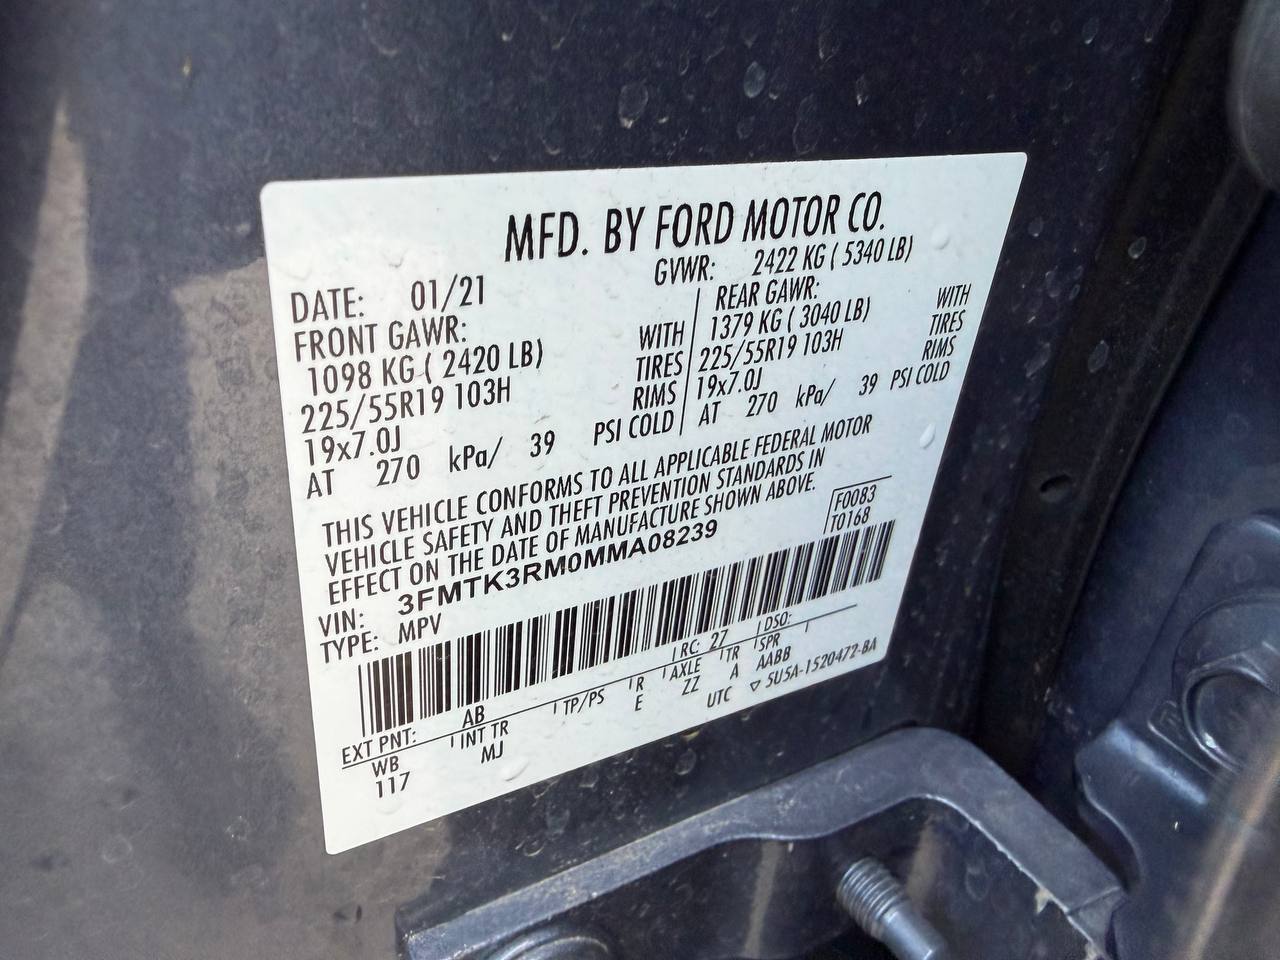 MFD. BY FORD MOTOR CO.
DATE: 01/21
GVWR: 2422 KG ( 5340 LB)
FRONT GAWR:
1098 KG ( 2420 LB) WITH
225/55R19 103H TIRES
19x7.0J RIMS
AT 270 kPa/ 39 PSI COLD
REAR GAWR:
1379 KG ( 3040 LB) WITH
225/55R19 103H TIRES
19x7.0J RIMS
AT 270 kPa/ 39 PSI COLD
THIS VEHICLE CONFORMS TO ALL APPLICABLE FEDERAL MOTOR
VEHICLE SAFETY AND THEFT PREVENTION STANDARDS IN
EFFECT ON THE DATE OF MANUFACTURE SHOWN ABOVE.
F0083
T0168
VIN: 3FMTK3RM0MMA08239
TYPE: MPV
EXT PNT: AB RC: 27 DSO:
WB INT TR TP/PS R AXLE TR SPR
117 MJ E ZZ A AABB
UTC ▽ 5U5A-1520472-BA